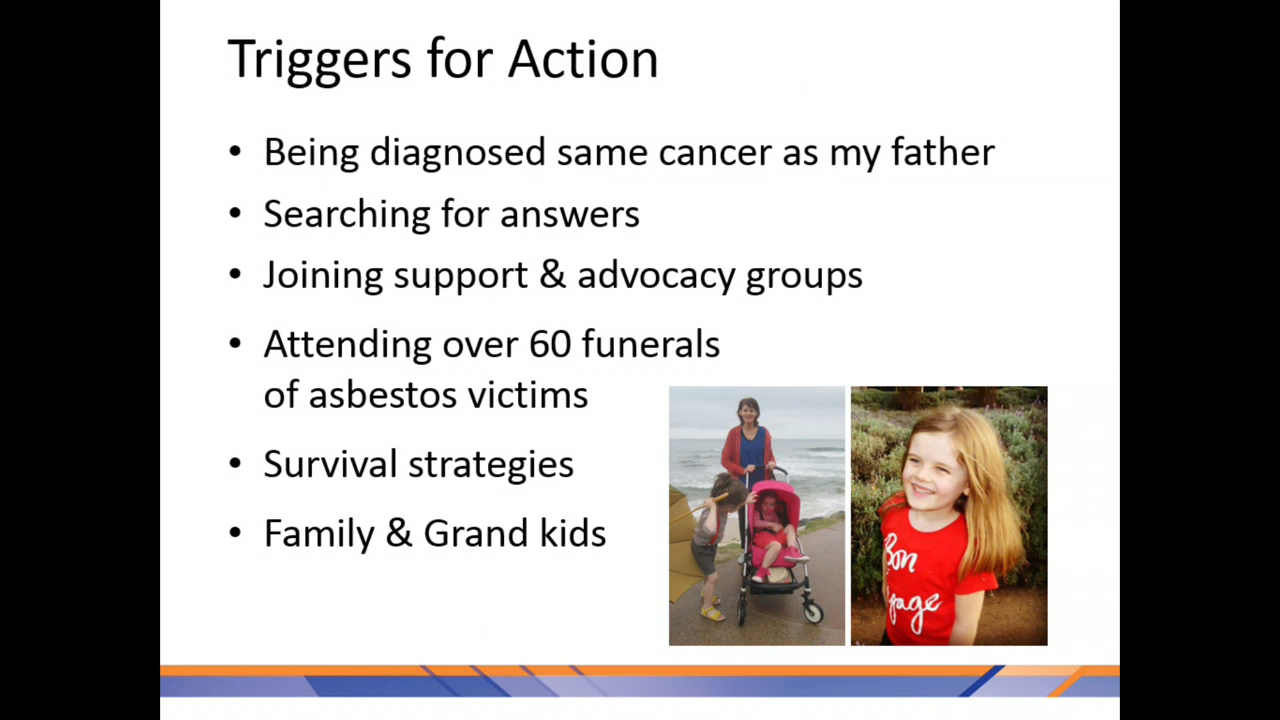 Triggers for Action
• Being diagnosed same cancer as my father
• Searching for answers
• Joining support & advocacy groups
• Attending over 60 funerals
of asbestos victims
• Survival strategies
• Family & Grand kids
Bon